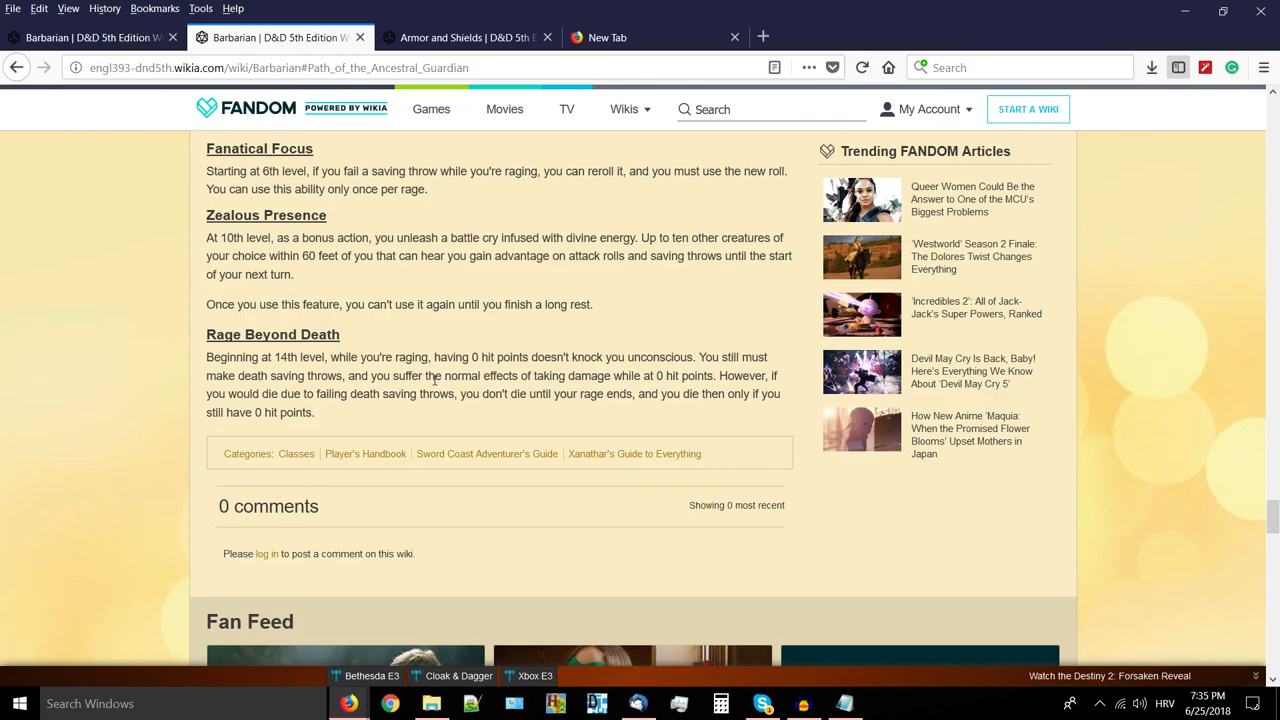 File Edit View History Bookmarks Tools Help
Barbarian | D&D 5th Edition W
Barbarian | D&D 5th Edition W
Armor and Shields | D&D 5th E
New Tab
engl393-dnd5th.wikia.com/wiki/Barbarian#Path_of_the_Ancestral_Guardian
Search
FANDOM POWERED BY WIKIA
Games Movies TV Wikis Search My Account START A WIKI
Fanatical Focus
Starting at 6th level, if you fail a saving throw while you're raging, you can reroll it, and you must use the new roll.
You can use this ability only once per rage.
Zealous Presence
At 10th level, as a bonus action, you unleash a battle cry infused with divine energy. Up to ten other creatures of
your choice within 60 feet of you that can hear you gain advantage on attack rolls and saving throws until the start
of your next turn.
Once you use this feature, you can't use it again until you finish a long rest.
Rage Beyond Death
Beginning at 14th level, while you're raging, having 0 hit points doesn't knock you unconscious. You still must
make death saving throws, and you suffer the normal effects of taking damage while at 0 hit points. However, if
you would die due to failing death saving throws, you don't die until your rage ends, and you die then only if you
still have 0 hit points.
Categories: Classes Player's Handbook Sword Coast Adventurer's Guide Xanathar's Guide to Everything
0 comments
Showing 0 most recent
Please log in to post a comment on this wiki.
Fan Feed
Trending FANDOM Articles
Queer Women Could Be the
Answer to One of the MCU's
Biggest Problems
'Westworld' Season 2 Finale:
The Dolores Twist Changes
Everything
'Incredibles 2': All of Jack-
Jack's Super Powers, Ranked
Devil May Cry Is Back, Baby!
Here's Everything We Know
About 'Devil May Cry 5'
How New Anime 'Maquia:
When the Promised Flower
Blooms' Upset Mothers in
Japan
Bethesda E3 Cloak & Dagger Xbox E3 Watch the Destiny 2: Forsaken Reveal
Search Windows
HRV
7:35 PM
6/25/2018